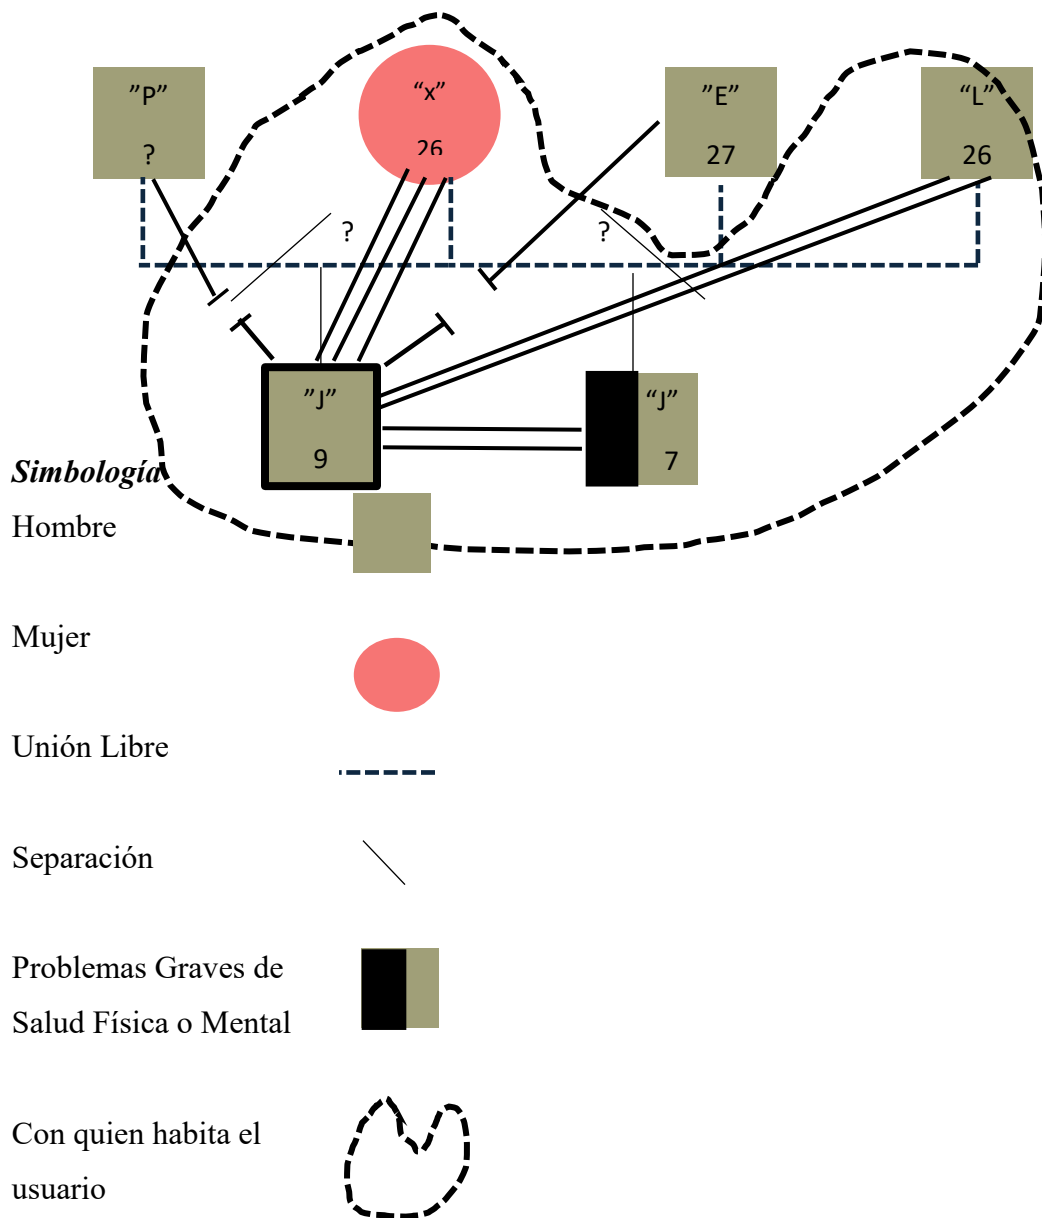 ”P” “x” ”E” “L”
? 26 27 26
? ?
”J” “J”
9 7
Simbología
Hombre
Mujer
Unión Libre
Separación
Problemas Graves de
Salud Física o Mental
Con quien habita el
usuario